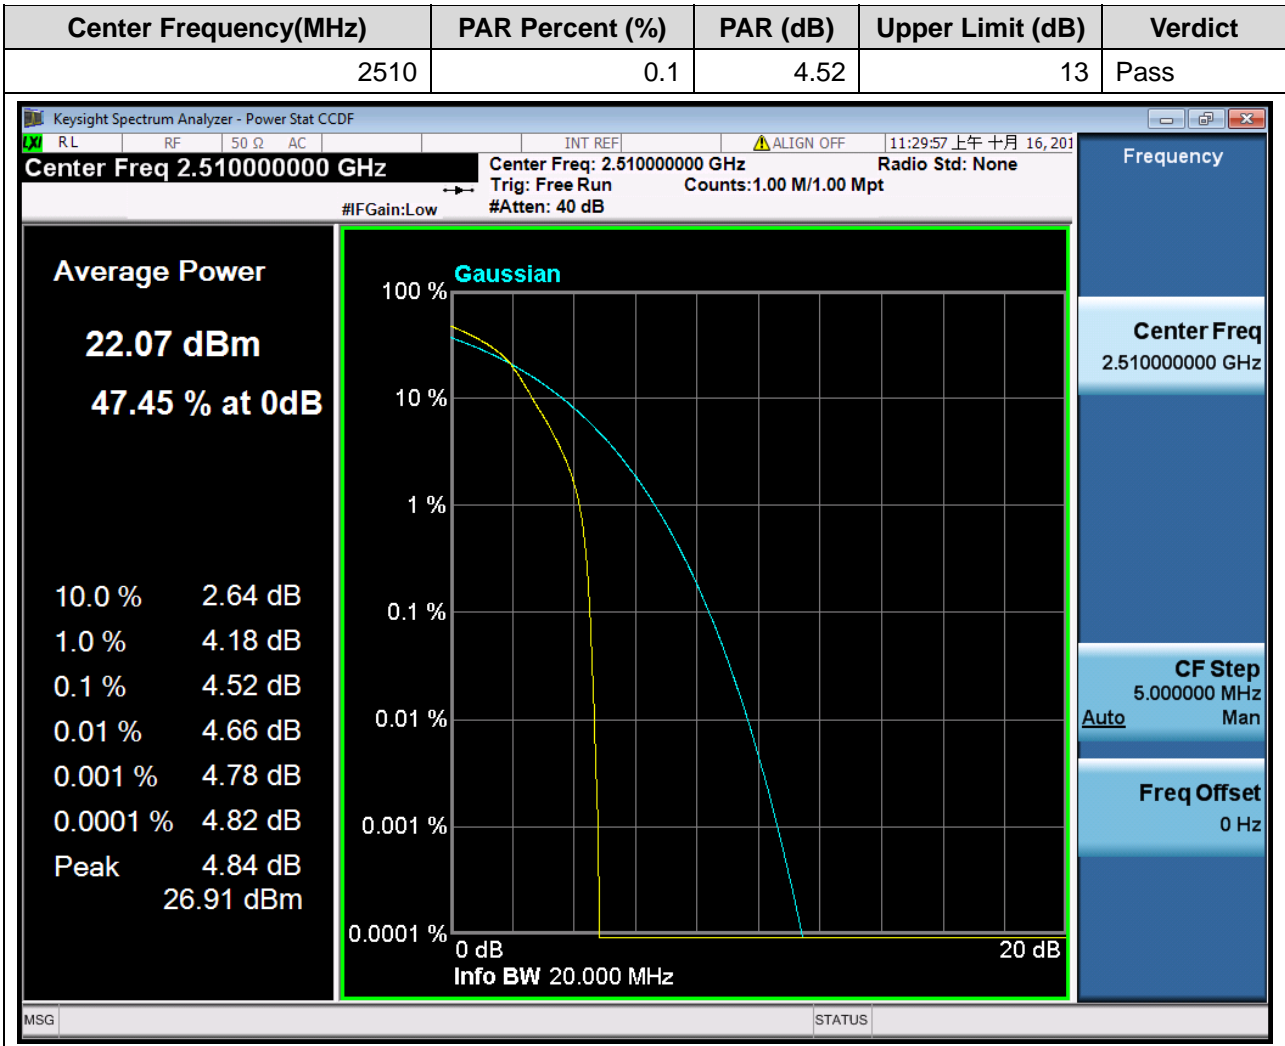 Center Frequency(MHz) PAR Percent (%) PAR (dB) Upper Limit (dB) Verdict
2510 0.1 4.52 13 Pass
Keysight Spectrum Analyzer - Power Stat CCDF
LXI RL RF 50 Ω AC INT REF ALIGN OFF 11:29:57 上午 十月 16, 201
Center Freq 2.510000000 GHz
Center Freq: 2.510000000 GHz Radio Std: None
Trig: Free Run Counts:1.00 M/1.00 Mpt
#IFGain:Low #Atten: 40 dB
Frequency
Average Power
22.07 dBm
47.45 % at 0dB
10.0 % 2.64 dB
1.0 % 4.18 dB
0.1 % 4.52 dB
0.01 % 4.66 dB
0.001 % 4.78 dB
0.0001 % 4.82 dB
Peak 4.84 dB
26.91 dBm
Gaussian
100 %
10 %
1 %
0.1 %
0.01 %
0.001 %
0.0001 %
0 dB 20 dB
Info BW 20.000 MHz
Center Freq
2.510000000 GHz
CF Step
5.000000 MHz
Auto Man
Freq Offset
0 Hz
MSG STATUS